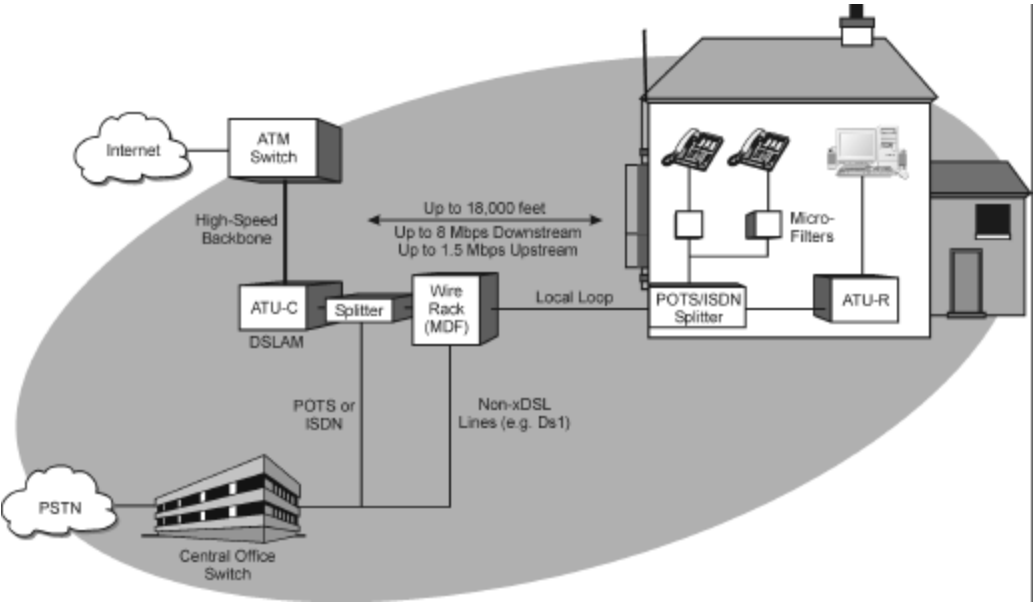 Internet
ATM
Switch
High-Speed
Backbone
Up to 18,000 feet
Up to 8 Mbps Downstream
Up to 1.5 Mbps Upstream
Micro-
Filters
ATU-C
DSLAM
Splitter
Wire
Rack
(MDF)
Local Loop
POTS/ISDN
Splitter
ATU-R
POTS or
ISDN
Non-xDSL
Lines (e.g. Ds1)
PSTN
Central Office
Switch